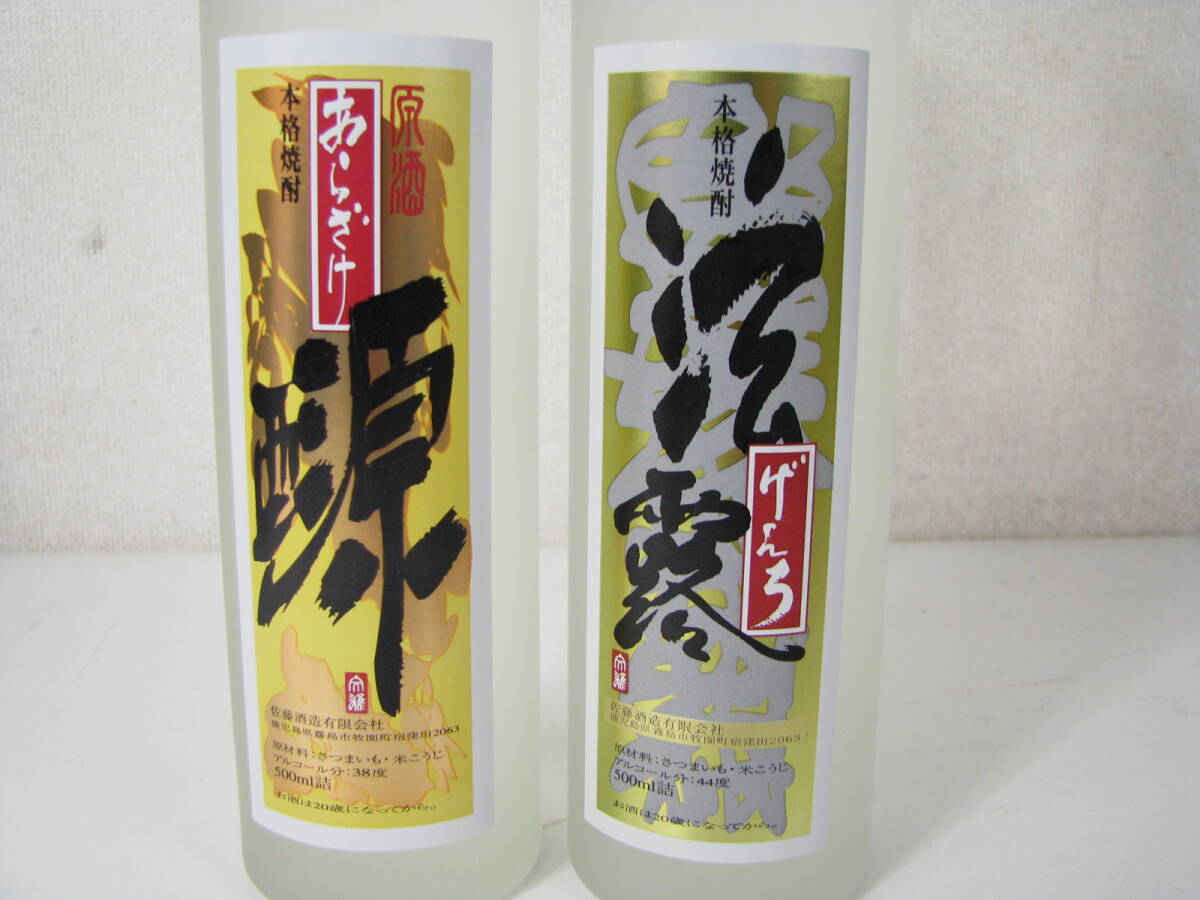 原酒
あらざけ
本格焼酎
佐藤酒造有限会社
鹿児島県霧島市牧園町宿窪田2063
原材料：さつまいも・米こうじ
アルコール分：38度
500ml詰
お酒は20歳になってから。
本格焼酎
露
げんろ
佐藤酒造有限会社
鹿児島県霧島市牧園町宿窪田2063
原材料：さつまいも・米こうじ
アルコール分：44度
500ml詰
お酒は20歳になってから。